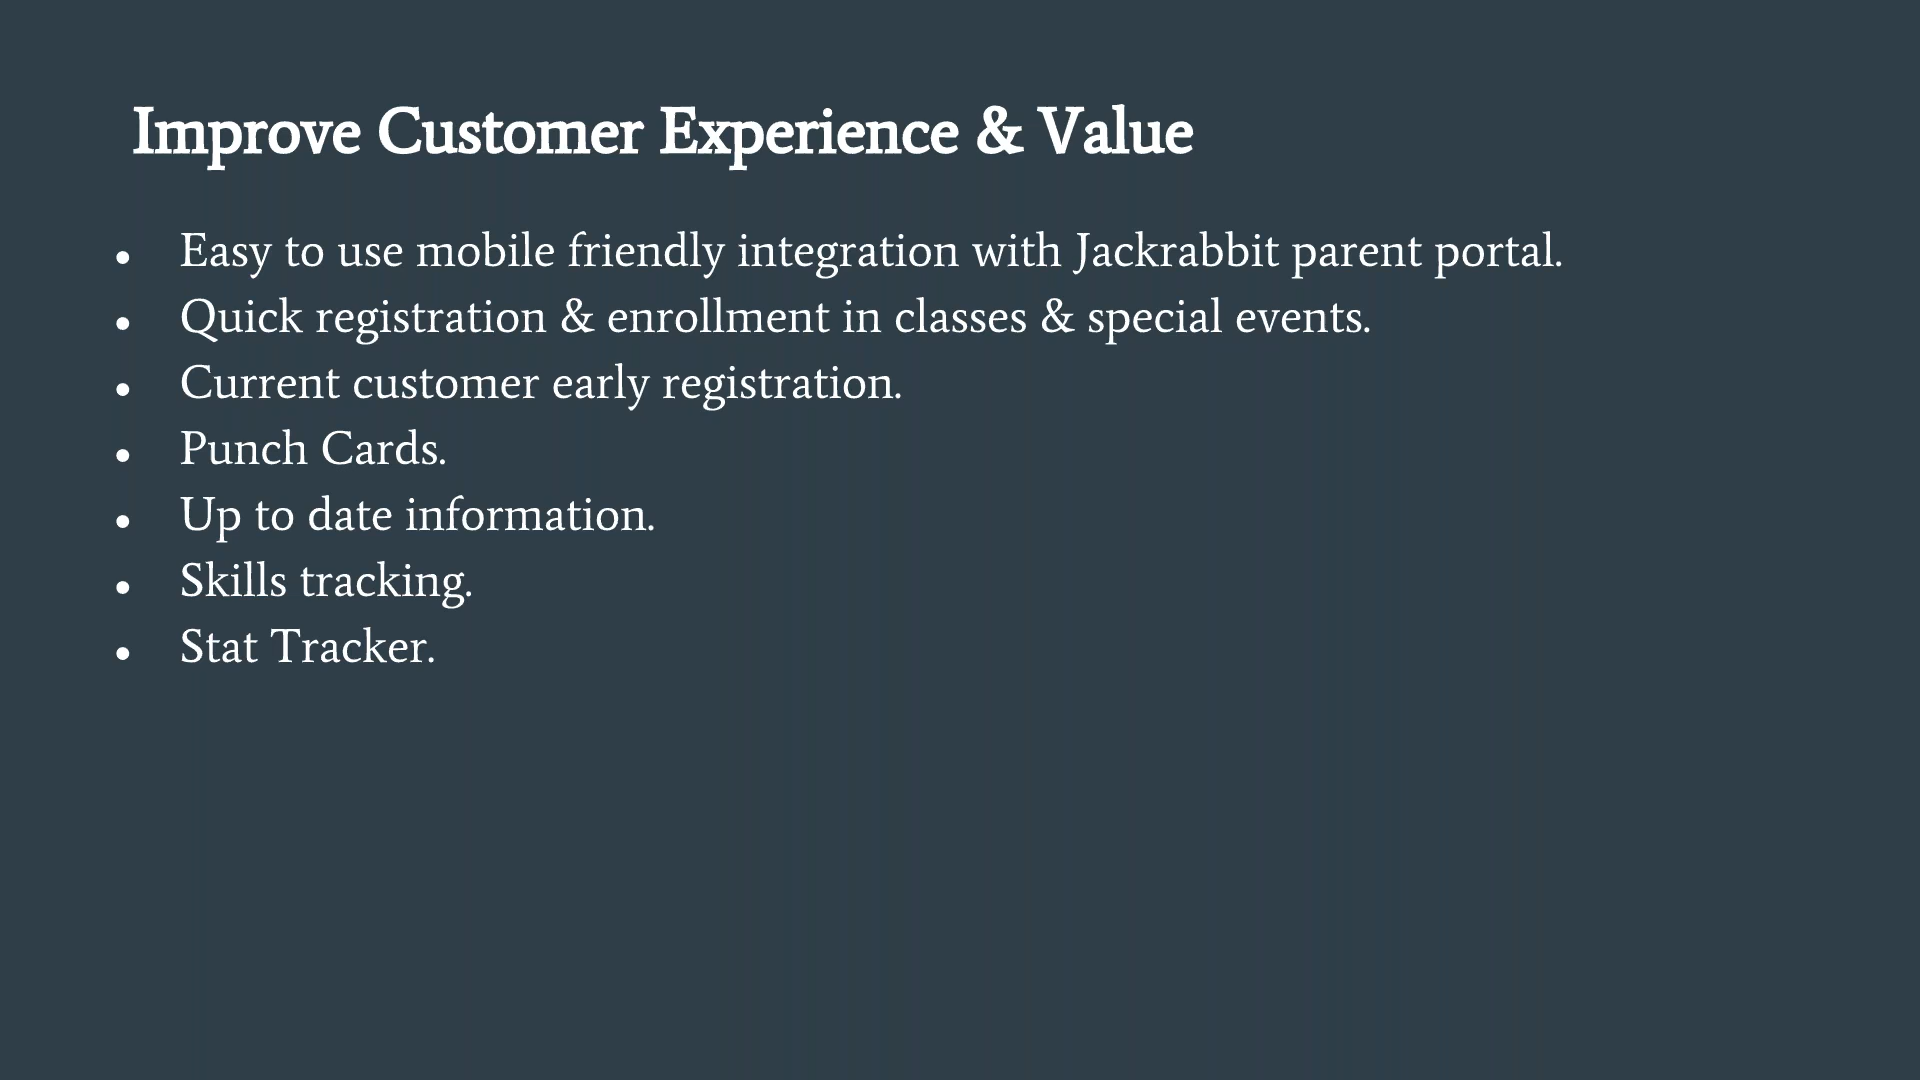 Improve Customer Experience & Value
• Easy to use mobile friendly integration with Jackrabbit parent portal.
• Quick registration & enrollment in classes & special events.
• Current customer early registration.
• Punch Cards.
• Up to date information.
• Skills tracking.
• Stat Tracker.